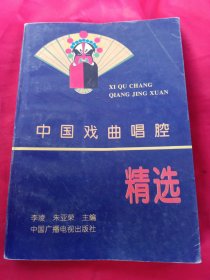 XI QU CHANG
QIANG JING XUAN
中国戏曲唱腔
精选
李凌 朱亚荣 主编
中国广播电视出版社